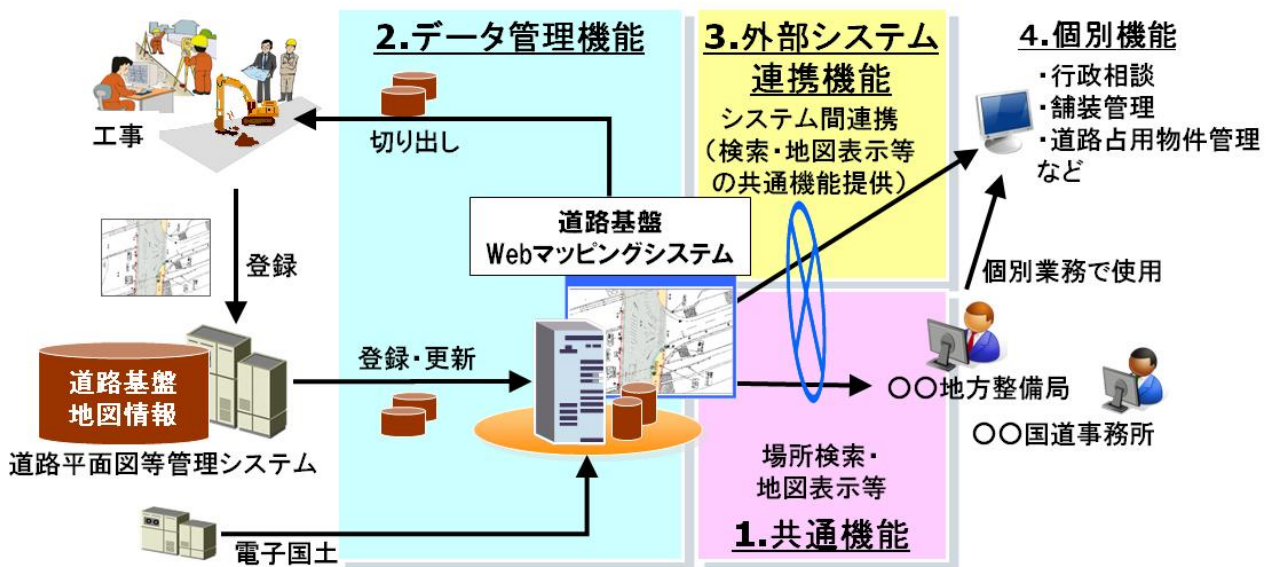 2.データ管理機能
3.外部システム
連携機能
4.個別機能
・行政相談
・舗装管理
・道路占用物件管理
など
工事
切り出し
システム間連携
（検索・地図表示等
の共通機能提供）
道路基盤
Webマッピングシステム
登録
個別業務で使用
道路基盤
地図情報
登録・更新
〇〇地方整備局
〇〇国道事務所
道路平面図等管理システム
場所検索・
地図表示等
1.共通機能
電子国土